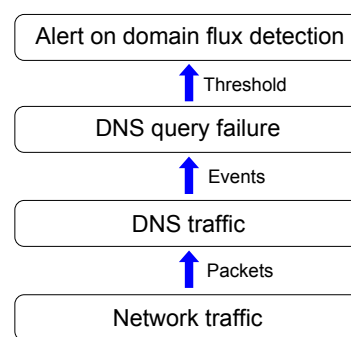 Alert on domain flux detection
Threshold
DNS query failure
Events
DNS traffic
Packets
Network traffic